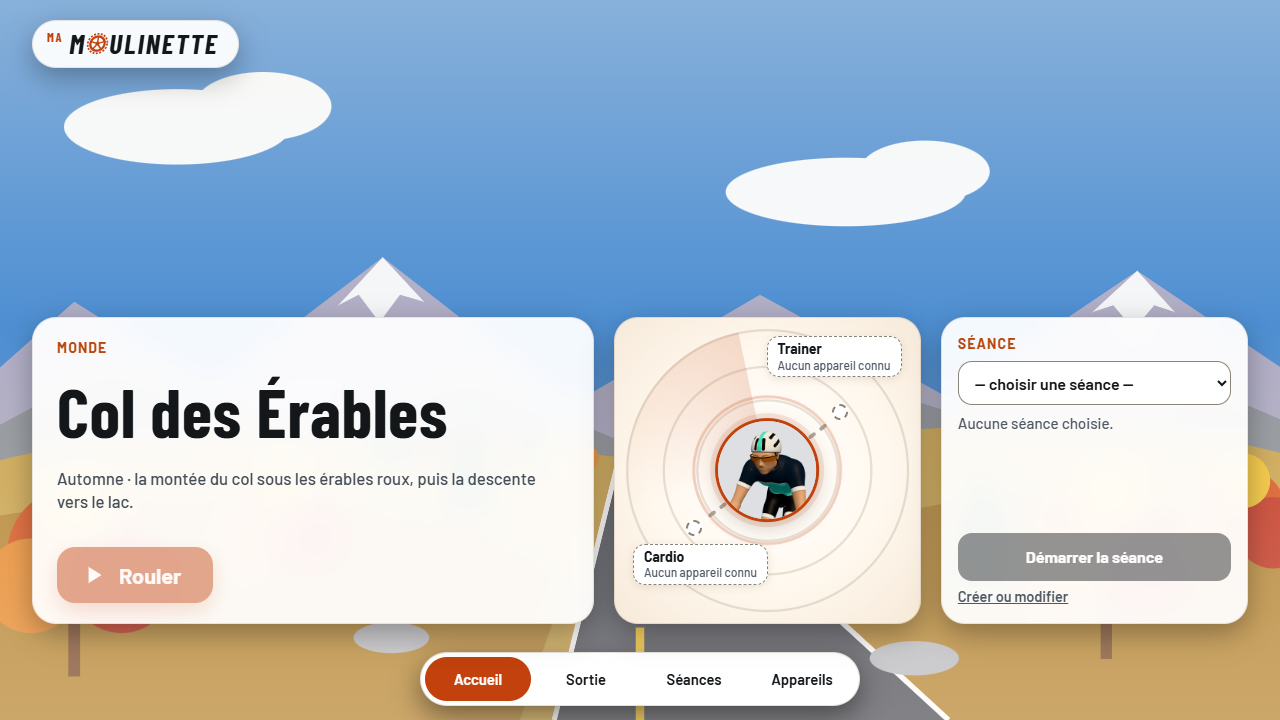 MA MOULINETTE
MONDE
Col des Érables
Automne · la montée du col sous les érables roux, puis la descente
vers le lac.
Rouler
Trainer
Aucun appareil connu
Cardio
Aucun appareil connu
SÉANCE
— choisir une séance —
Aucune séance choisie.
Démarrer la séance
Créer ou modifier
Accueil
Sortie
Séances
Appareils